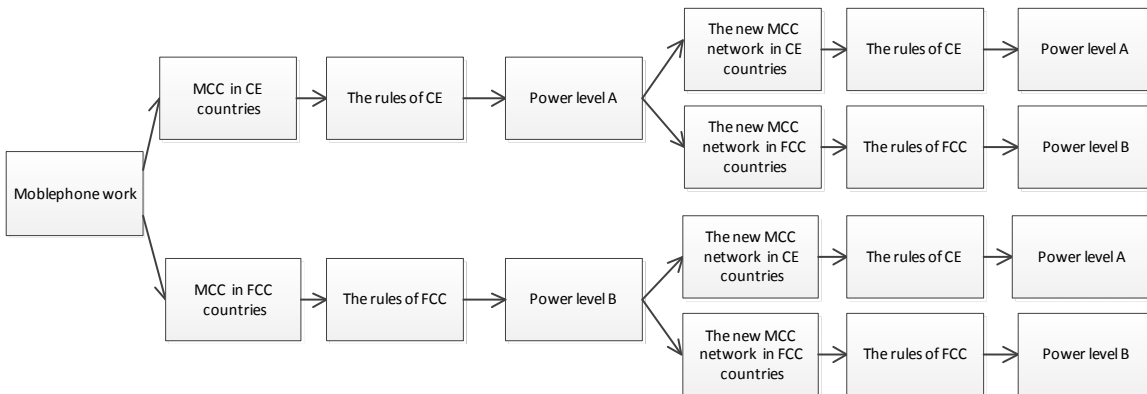 Moblephone work
MCC in CE
countries
The rules of CE
Power level A
The new MCC
network in CE
countries
The rules of CE
Power level A
The new MCC
network in FCC
countries
The rules of FCC
Power level B
MCC in FCC
countries
The rules of FCC
Power level B
The new MCC
network in CE
countries
The rules of CE
Power level A
The new MCC
network in FCC
countries
The rules of FCC
Power level B